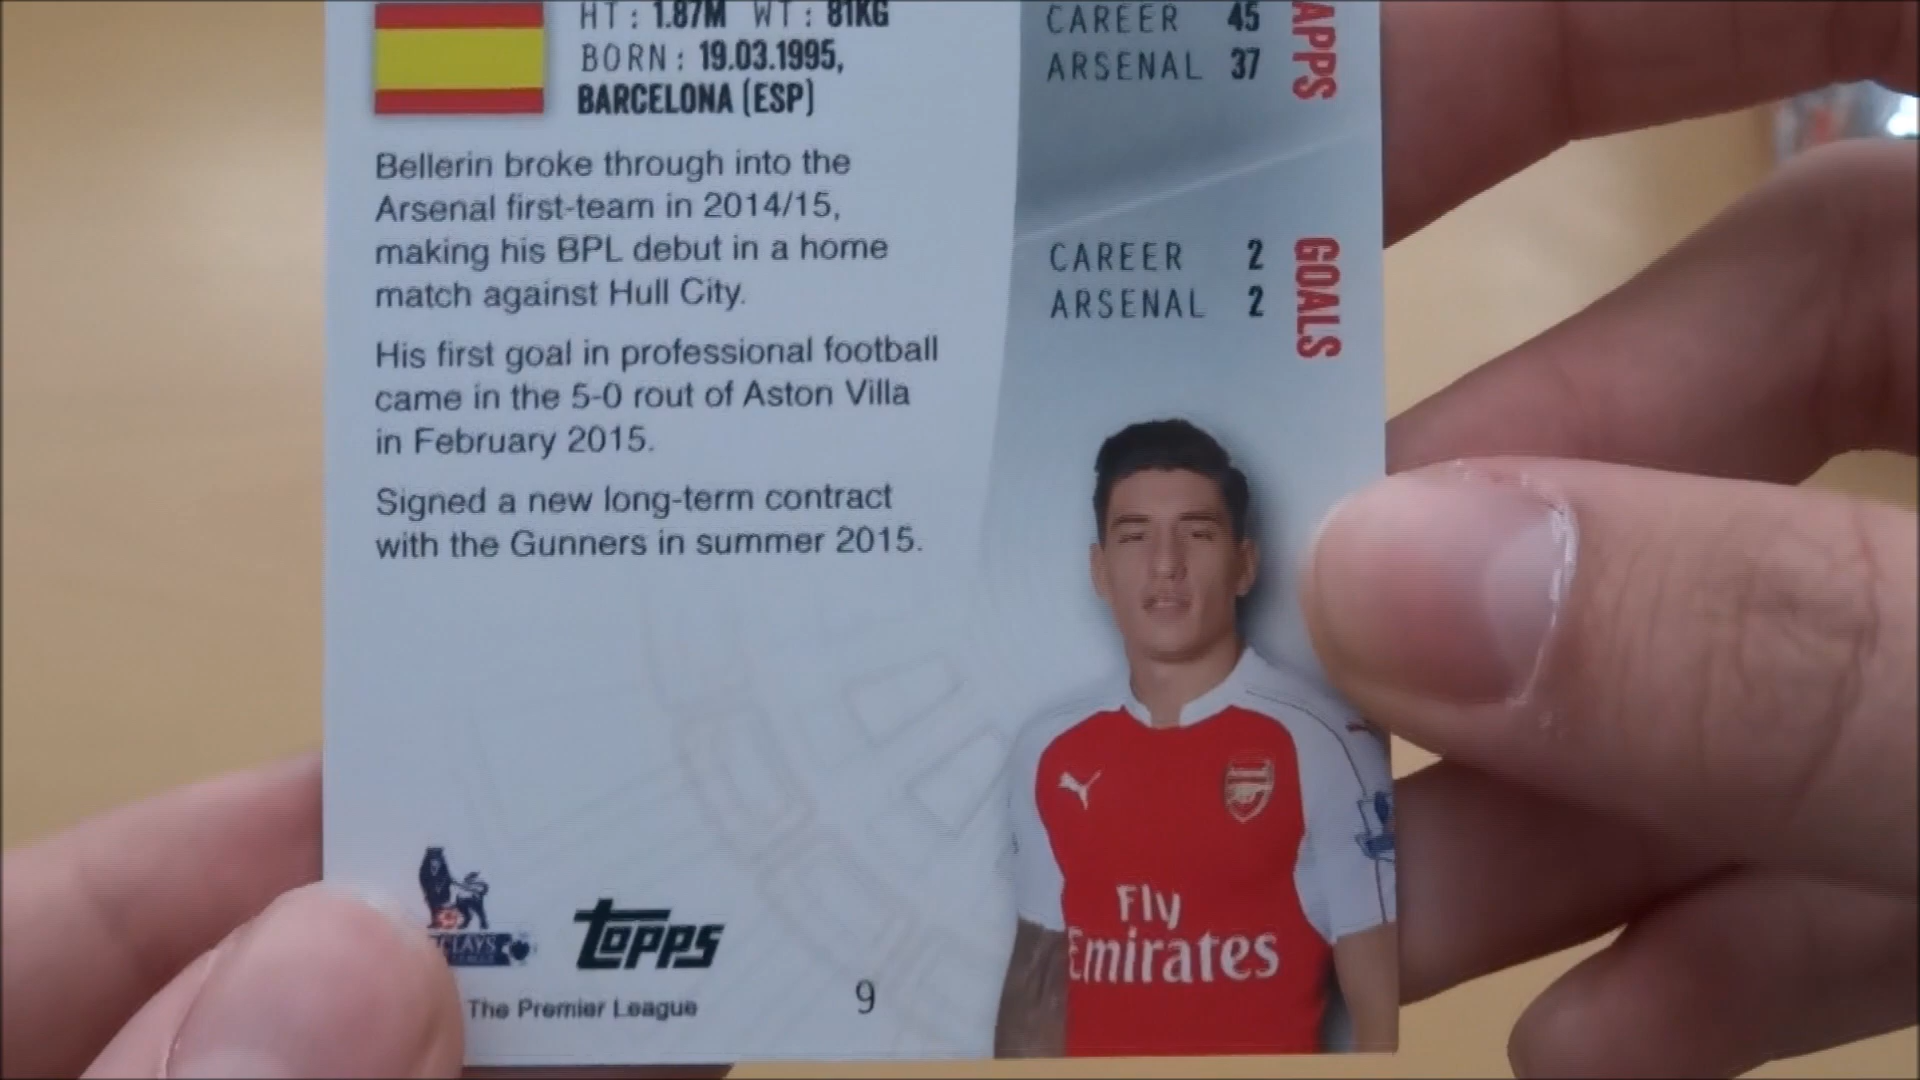 HT: 1.87M WT: 81KG
BORN: 19.03.1995,
BARCELONA (ESP)
Bellerin broke through into the
Arsenal first-team in 2014/15,
making his BPL debut in a home
match against Hull City.
His first goal in professional football
came in the 5-0 rout of Aston Villa
in February 2015.
Signed a new long-term contract
with the Gunners in summer 2015.
CAREER 45
ARSENAL 37
APPS
CAREER 2
ARSENAL 2
GOALS
Fly
Emirates
Topps
The Premier League
9